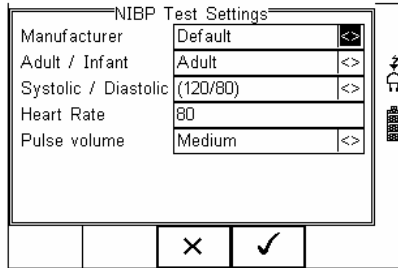 NIBP Test Settings
Manufacturer Default <>
Adult / Infant Adult <>
Systolic / Diastolic (120/80) <>
Heart Rate 80
Pulse volume Medium <>